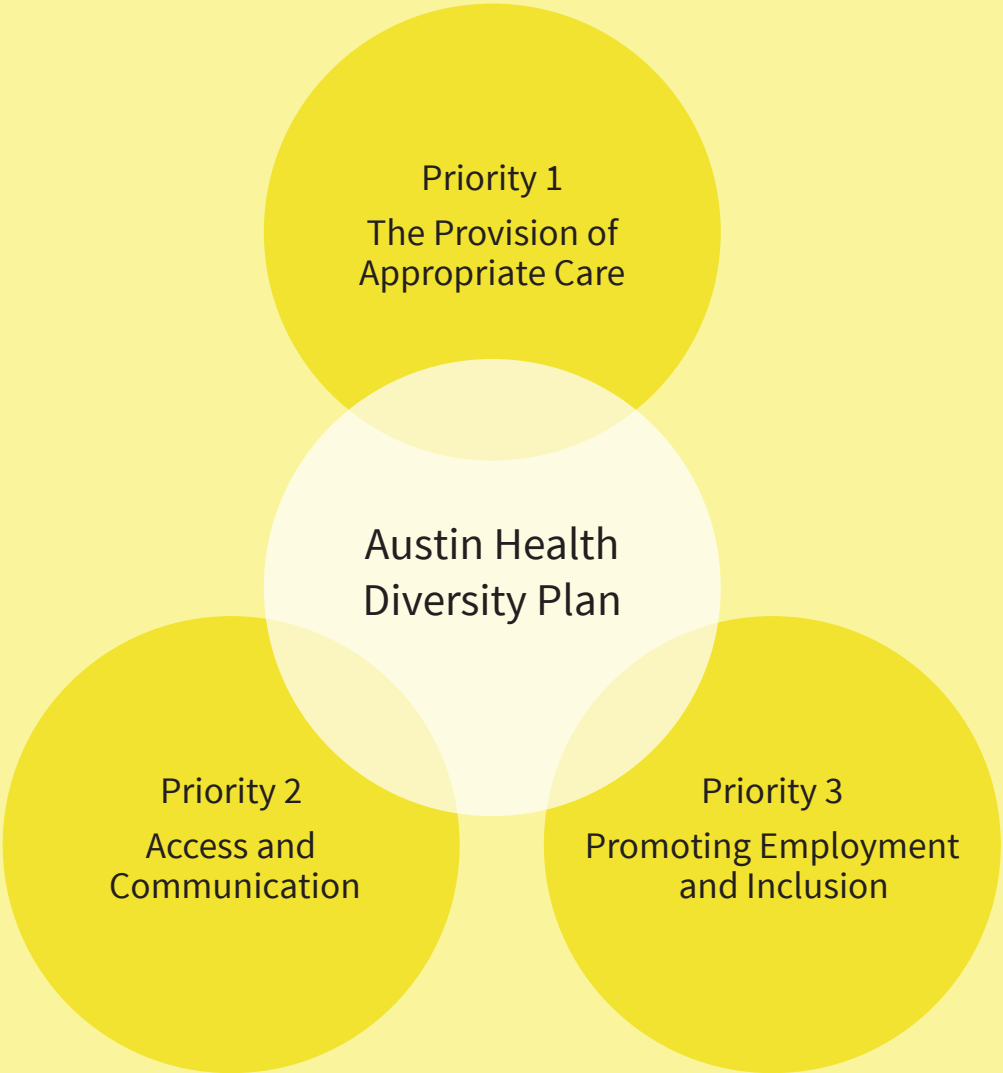 Priority 1
The Provision of
Appropriate Care
Austin Health
Diversity Plan
Priority 2
Access and
Communication
Priority 3
Promoting Employment
and Inclusion